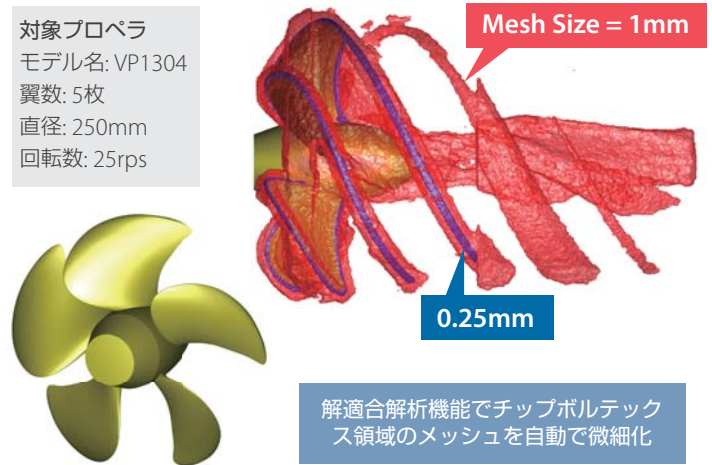 対象プロペラ
モデル名: VP1304
翼数: 5枚
直径: 250mm
回転数: 25rps
Mesh Size = 1mm
0.25mm
解適合解析機能でチップボルテック
ス領域のメッシュを自動で微細化